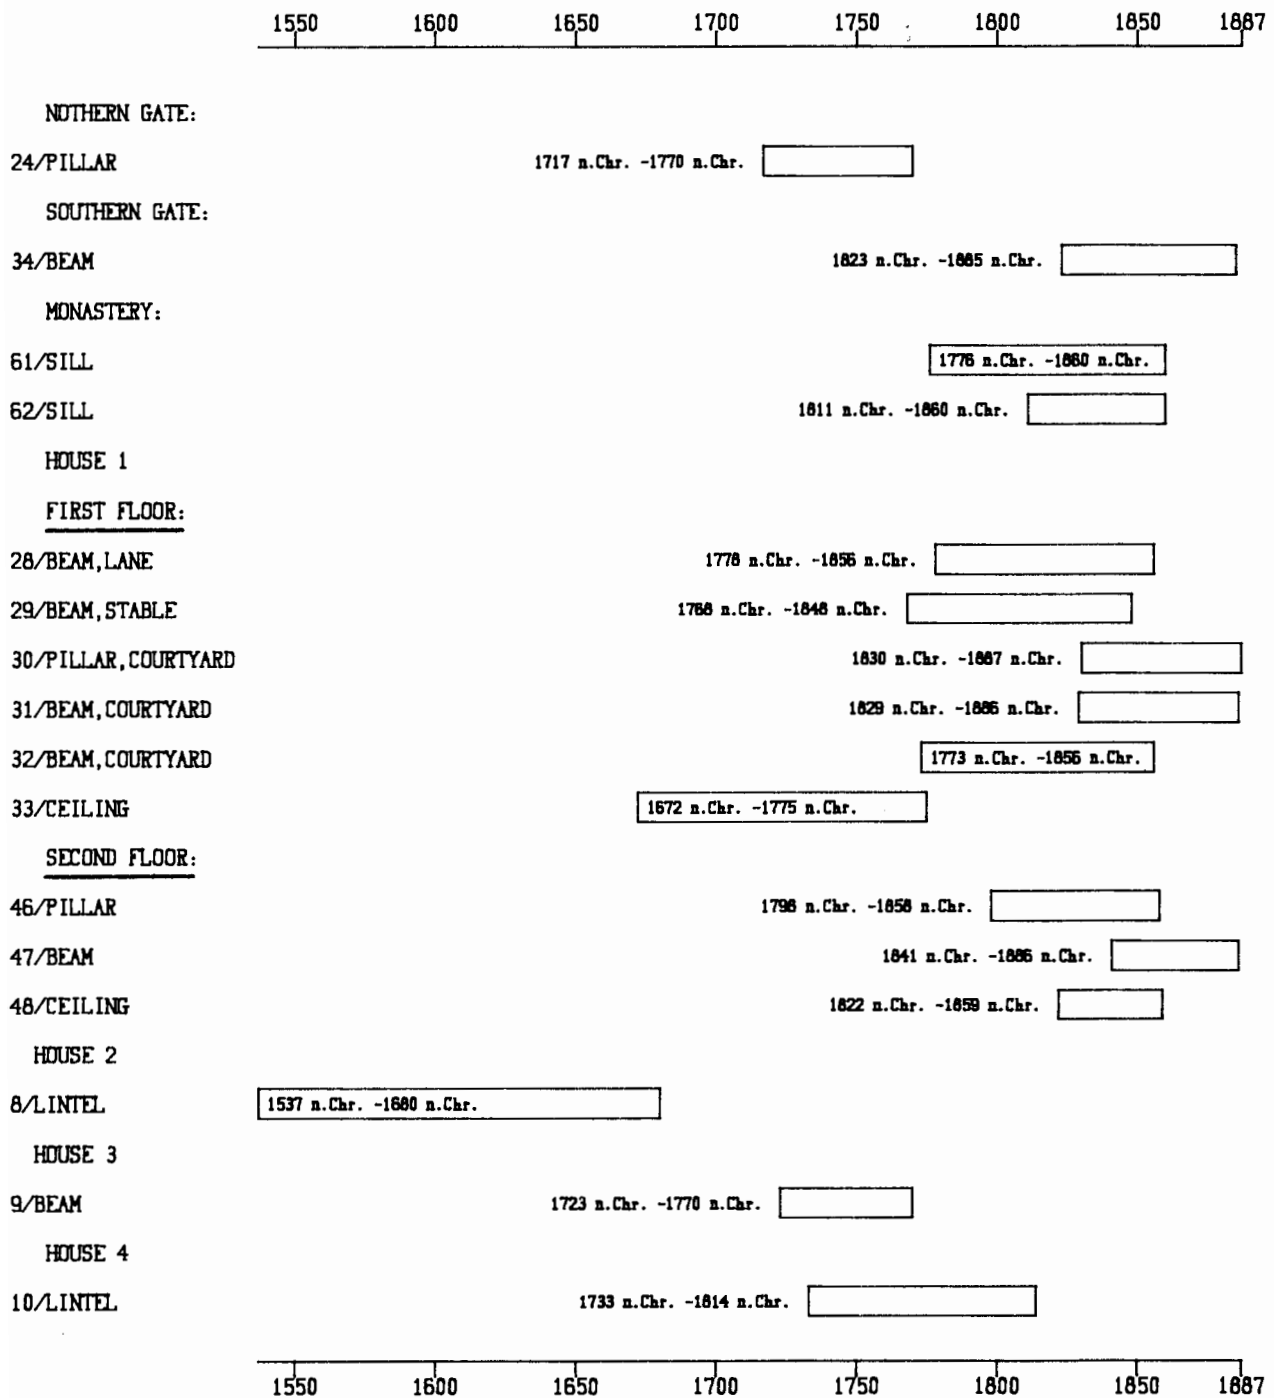 1550 1600 1650 1700 1750 1800 1850 1887
NOTHERN GATE:
24/PILLAR 1717 n.Chr. -1770 n.Chr.
SOUTHERN GATE:
34/BEAM 1823 n.Chr. -1885 n.Chr.
MONASTERY:
61/SILL 1776 n.Chr. -1860 n.Chr.
62/SILL 1811 n.Chr. -1860 n.Chr.
HOUSE 1
FIRST FLOOR:
28/BEAM,LANE 1778 n.Chr. -1856 n.Chr.
29/BEAM,STABLE 1768 n.Chr. -1848 n.Chr.
30/PILLAR,COURTYARD 1830 n.Chr. -1887 n.Chr.
31/BEAM,COURTYARD 1829 n.Chr. -1886 n.Chr.
32/BEAM,COURTYARD 1773 n.Chr. -1856 n.Chr.
33/CEILING 1672 n.Chr. -1775 n.Chr.
SECOND FLOOR:
46/PILLAR 1798 n.Chr. -1858 n.Chr.
47/BEAM 1841 n.Chr. -1886 n.Chr.
48/CEILING 1822 n.Chr. -1859 n.Chr.
HOUSE 2
8/LINTEL 1537 n.Chr. -1680 n.Chr.
HOUSE 3
9/BEAM 1723 n.Chr. -1770 n.Chr.
HOUSE 4
10/LINTEL 1733 n.Chr. -1814 n.Chr.
1550 1600 1650 1700 1750 1800 1850 1887